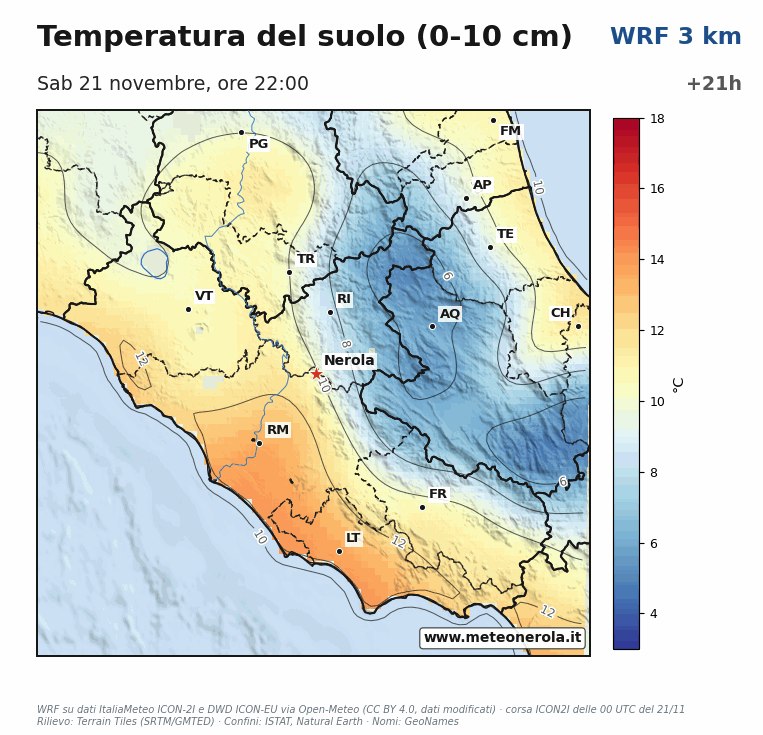 Temperatura del suolo (0-10 cm) WRF 3 km
Sab 21 novembre, ore 22:00 +21h
FM
PG
AP
10
TE
TR
6
RI
VT
AQ
CH
8
12
Nerola
10
RM
6
FR
10
LT
12
12
www.meteonerola.it
18
16
14
12
10
8
6
4
°C
WRF su dati ItaliaMeteo ICON-2I e DWD ICON-EU via Open-Meteo (CC BY 4.0, dati modificati) · corsa ICON2I delle 00 UTC del 21/11
Rilievo: Terrain Tiles (SRTM/GMTED) · Confini: ISTAT, Natural Earth · Nomi: GeoNames